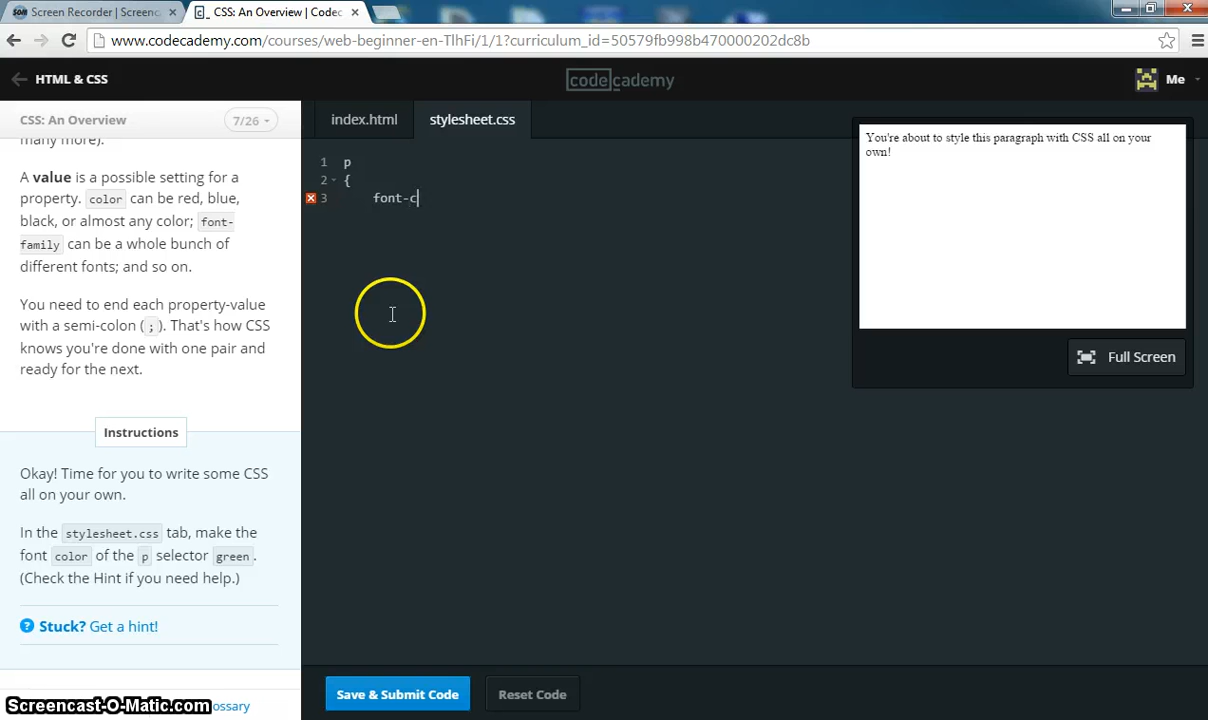 Screen Recorder | Screenc
CSS: An Overview | Codec
www.codecademy.com/courses/web-beginner-en-TlhFi/1/1?curriculum_id=50579fb998b470000202dc8b
HTML & CSS
codecademy
Me
CSS: An Overview
7/26
many more).
A value is a possible setting for a
property. color can be red, blue,
black, or almost any color; font-
family can be a whole bunch of
different fonts; and so on.
You need to end each property-value
with a semi-colon (;). That's how CSS
knows you're done with one pair and
ready for the next.
Instructions
Okay! Time for you to write some CSS
all on your own.
In the stylesheet.css tab, make the
font color of the p selector green.
(Check the Hint if you need help.)
Stuck? Get a hint!
ossary
index.html
stylesheet.css
1 p
2 {
3 font-c
You're about to style this paragraph with CSS all on your
own!
Full Screen
Save & Submit Code
Reset Code
Screencast-O-Matic.com